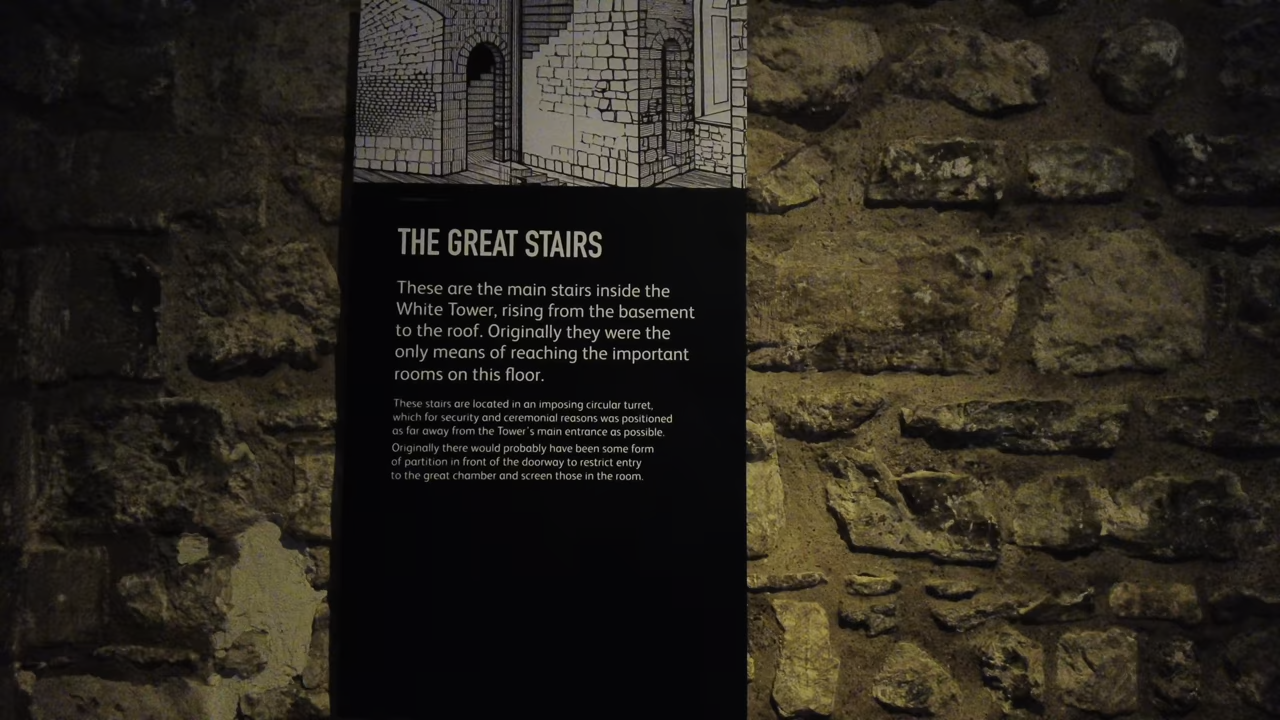 THE GREAT STAIRS
These are the main stairs inside the
White Tower, rising from the basement
to the roof. Originally they were the
only means of reaching the important
rooms on this floor.
These stairs are located in an imposing circular turret,
which for security and ceremonial reasons was positioned
as far away from the Tower's main entrance as possible.
Originally there would probably have been some form
of partition in front of the doorway to restrict entry
to the great chamber and screen those in the room.